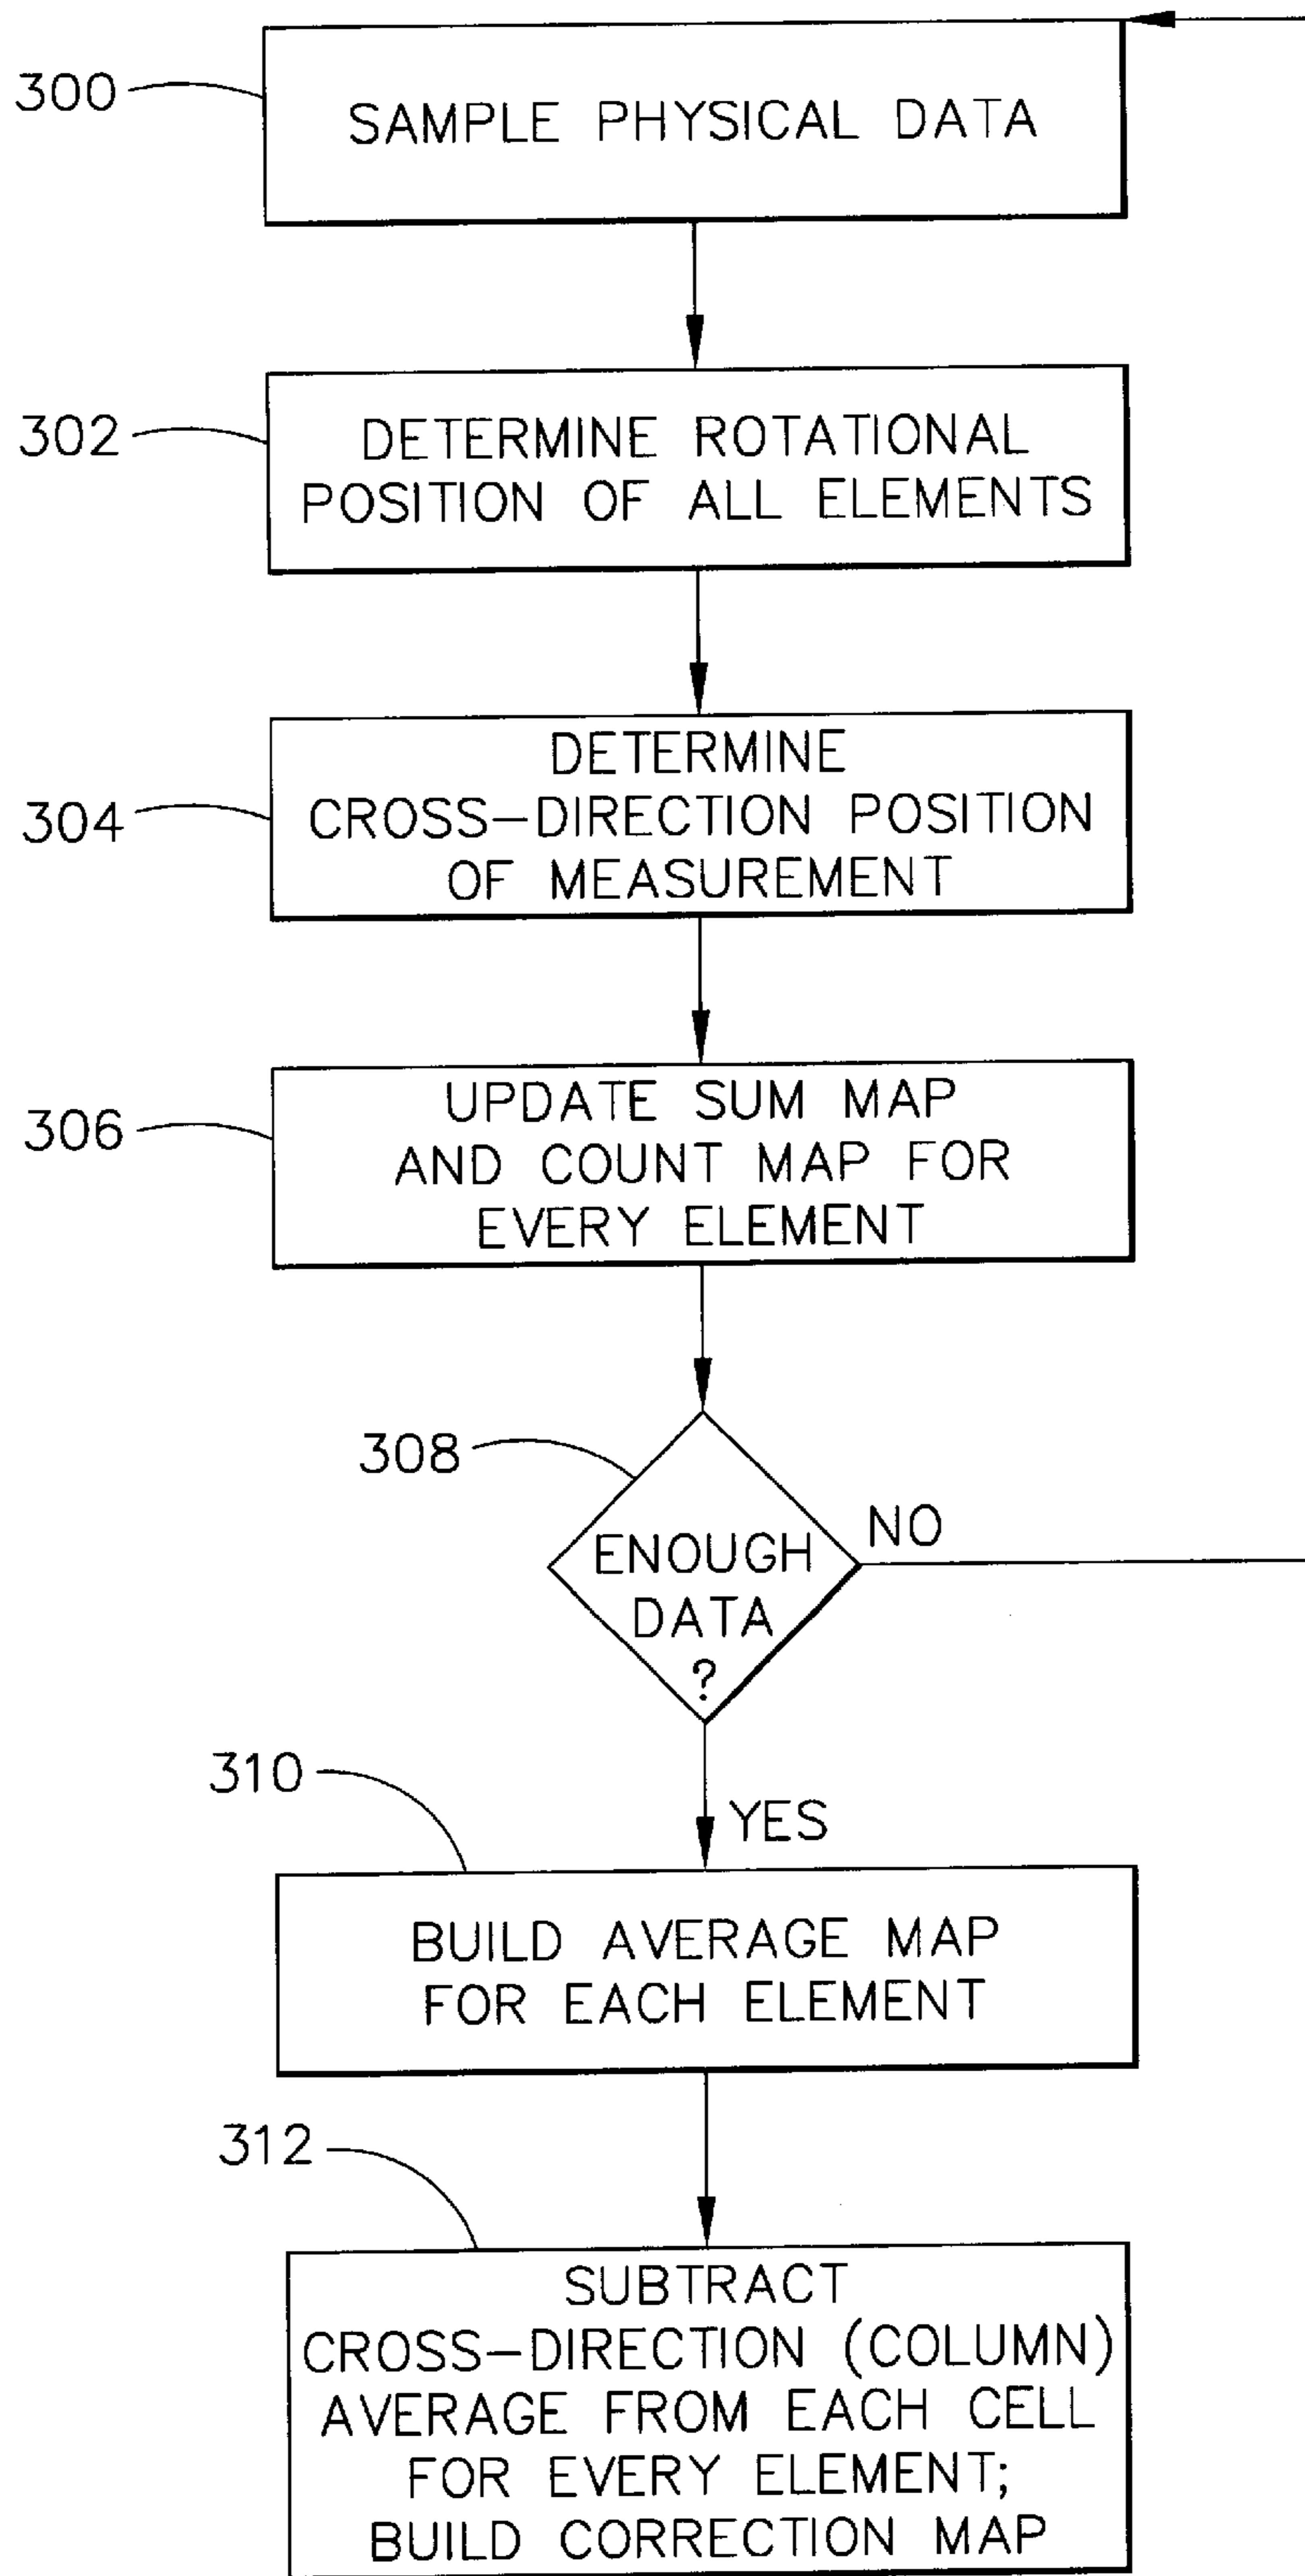 300
SAMPLE PHYSICAL DATA
302
DETERMINE ROTATIONAL
POSITION OF ALL ELEMENTS
304
DETERMINE
CROSS-DIRECTION POSITION
OF MEASUREMENT
306
UPDATE SUM MAP
AND COUNT MAP FOR
EVERY ELEMENT
308
ENOUGH
DATA
?
NO
YES
310
BUILD AVERAGE MAP
FOR EACH ELEMENT
312
SUBTRACT
CROSS-DIRECTION (COLUMN)
AVERAGE FROM EACH CELL
FOR EVERY ELEMENT;
BUILD CORRECTION MAP